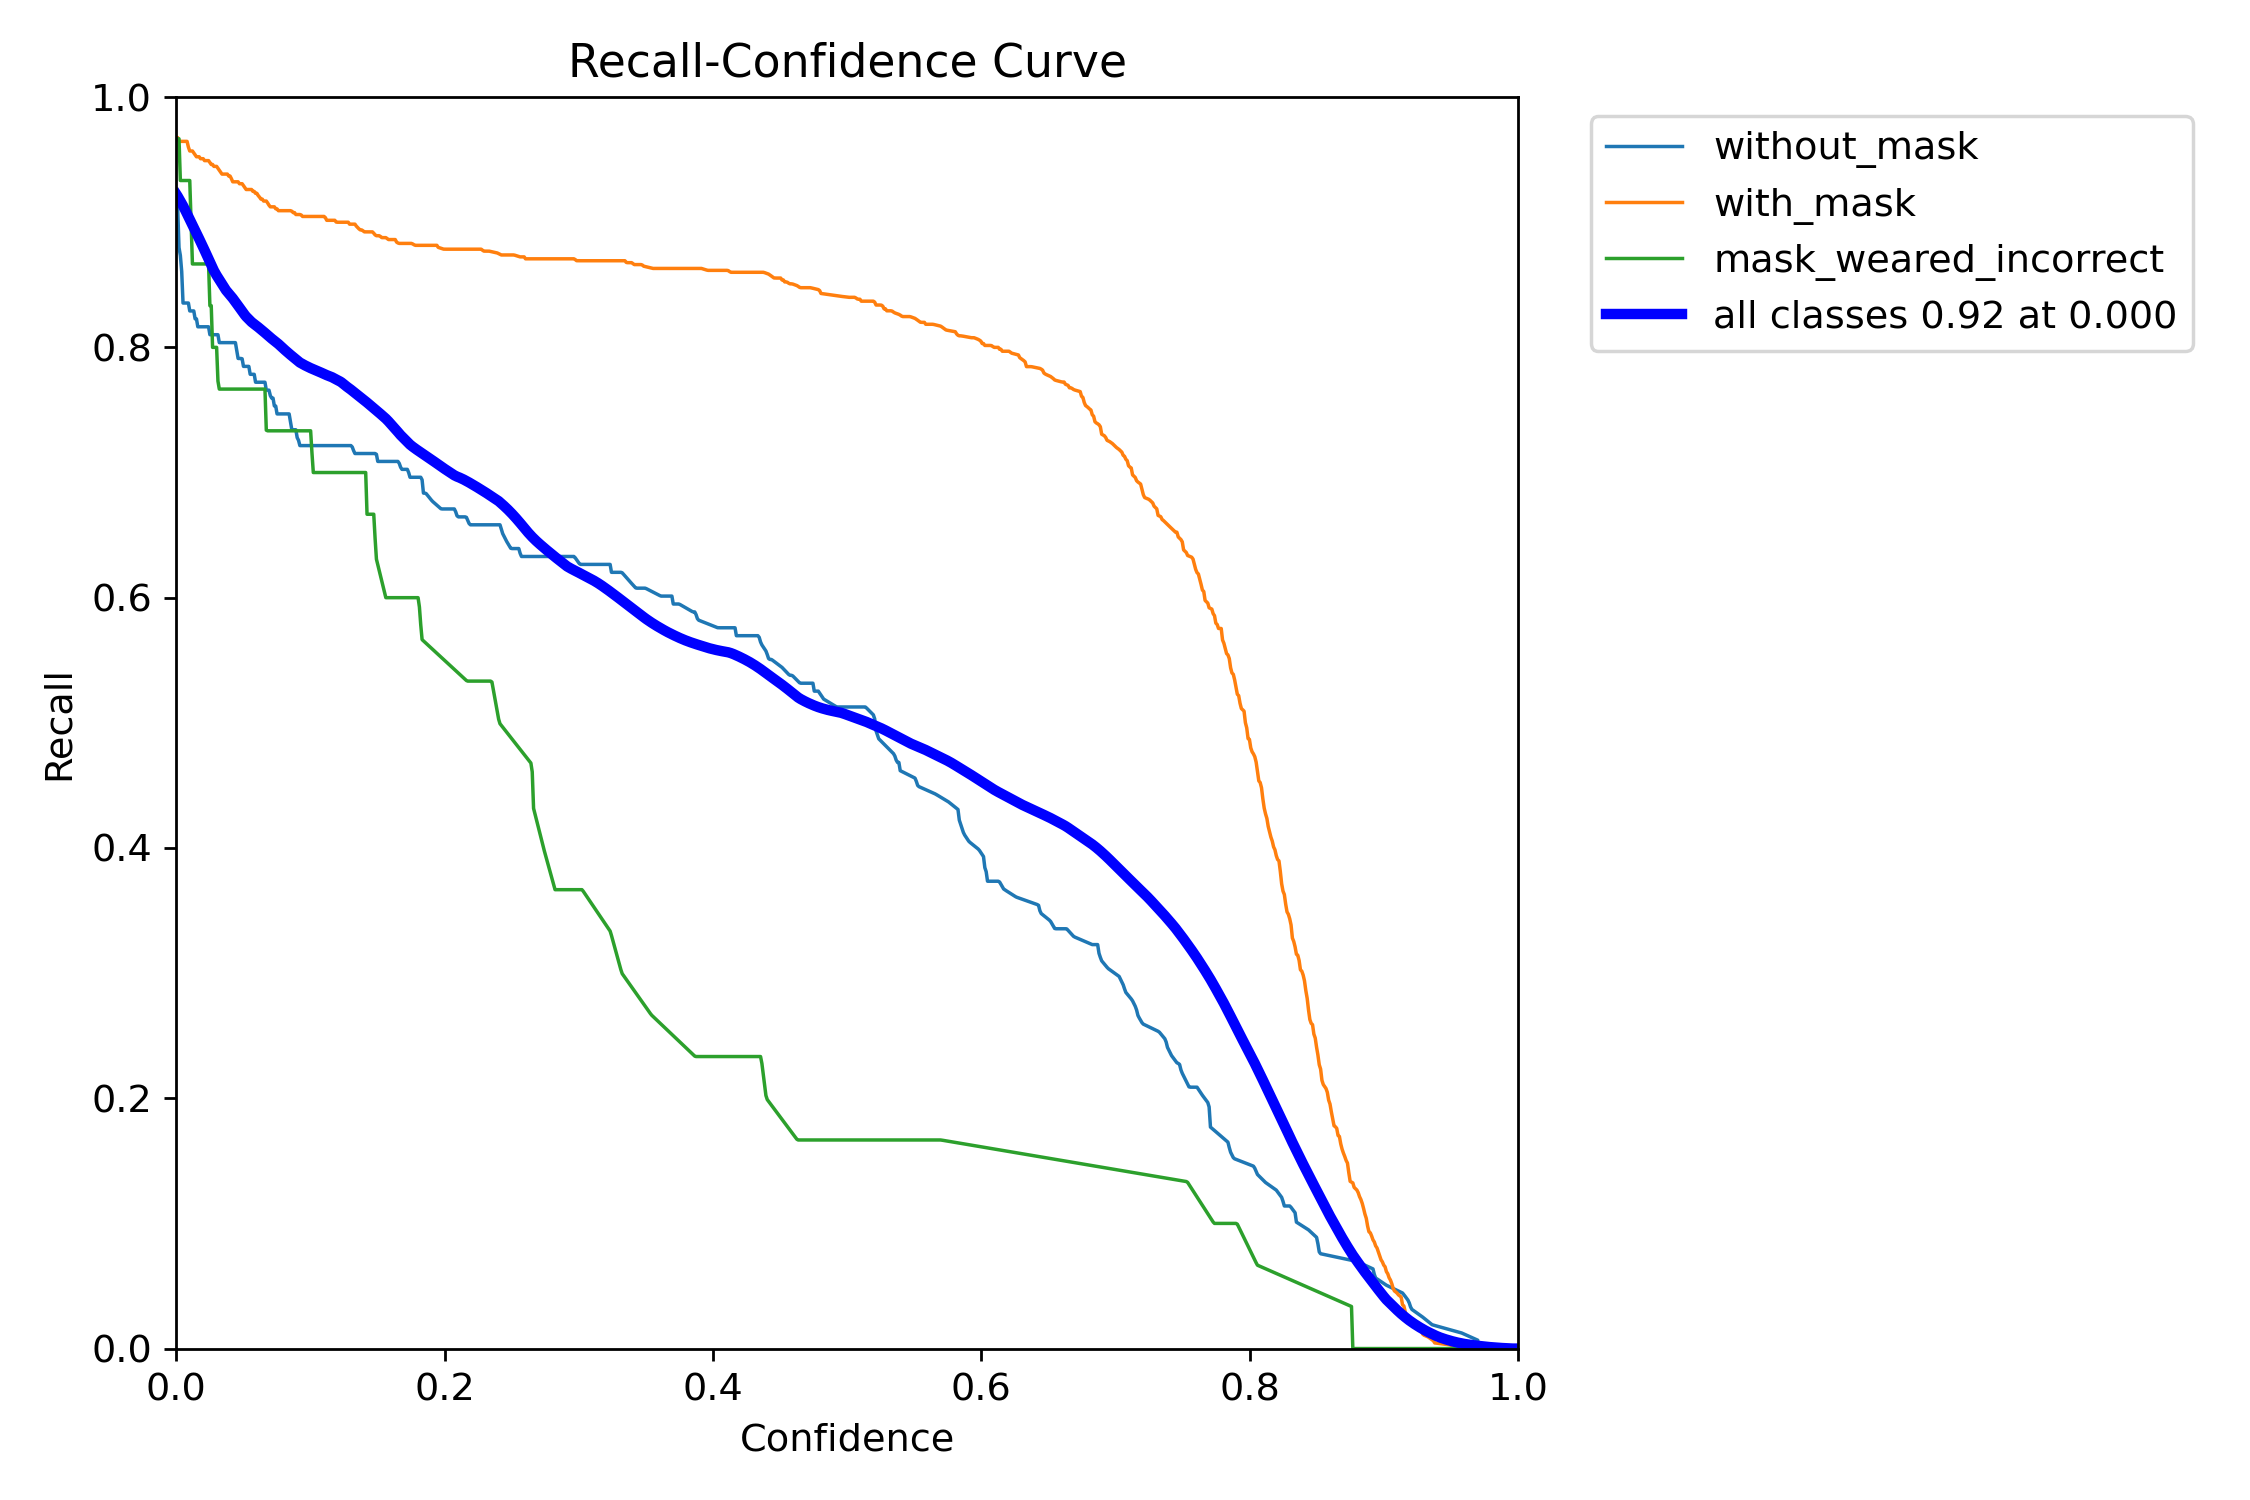 Recall-Confidence Curve
1.0
0.8
0.6
0.4
0.2
0.0
Recall
0.0 0.2 0.4 0.6 0.8 1.0
Confidence
without_mask
with_mask
mask_weared_incorrect
all classes 0.92 at 0.000